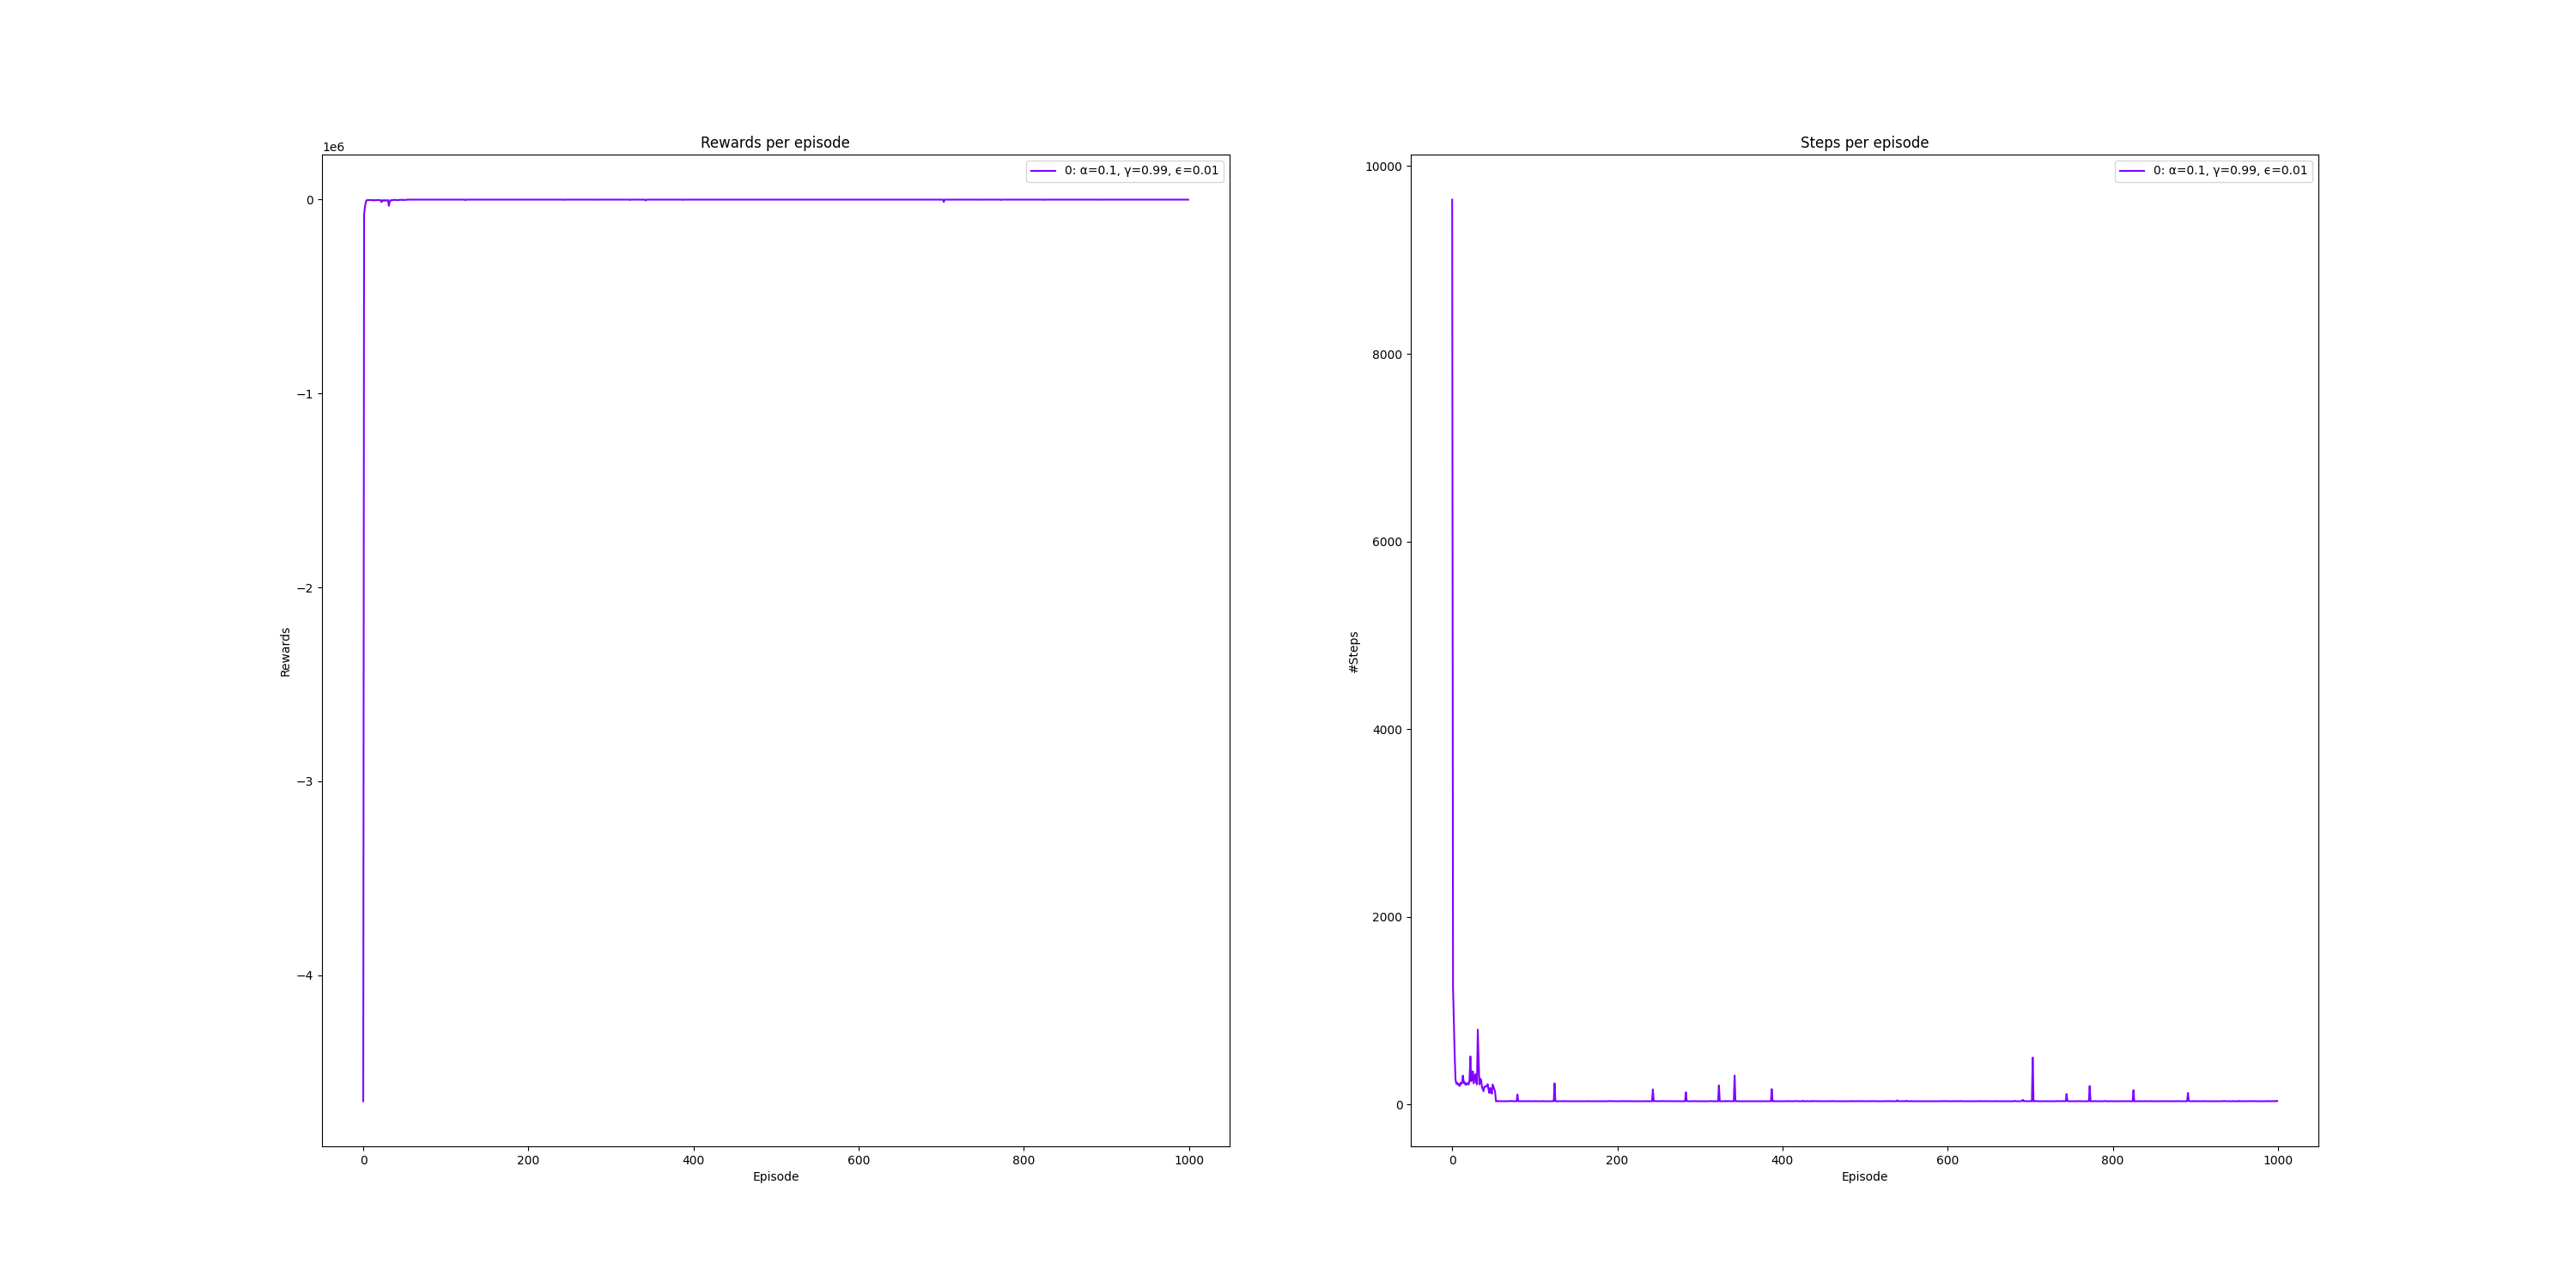 Rewards per episode
1e6
0: α=0.1, γ=0.99, ϵ=0.01
0
−1
−2
−3
−4
Rewards
0 200 400 600 800 1000
Episode
Steps per episode
0: α=0.1, γ=0.99, ϵ=0.01
10000
8000
6000
4000
2000
0
#Steps
0 200 400 600 800 1000
Episode